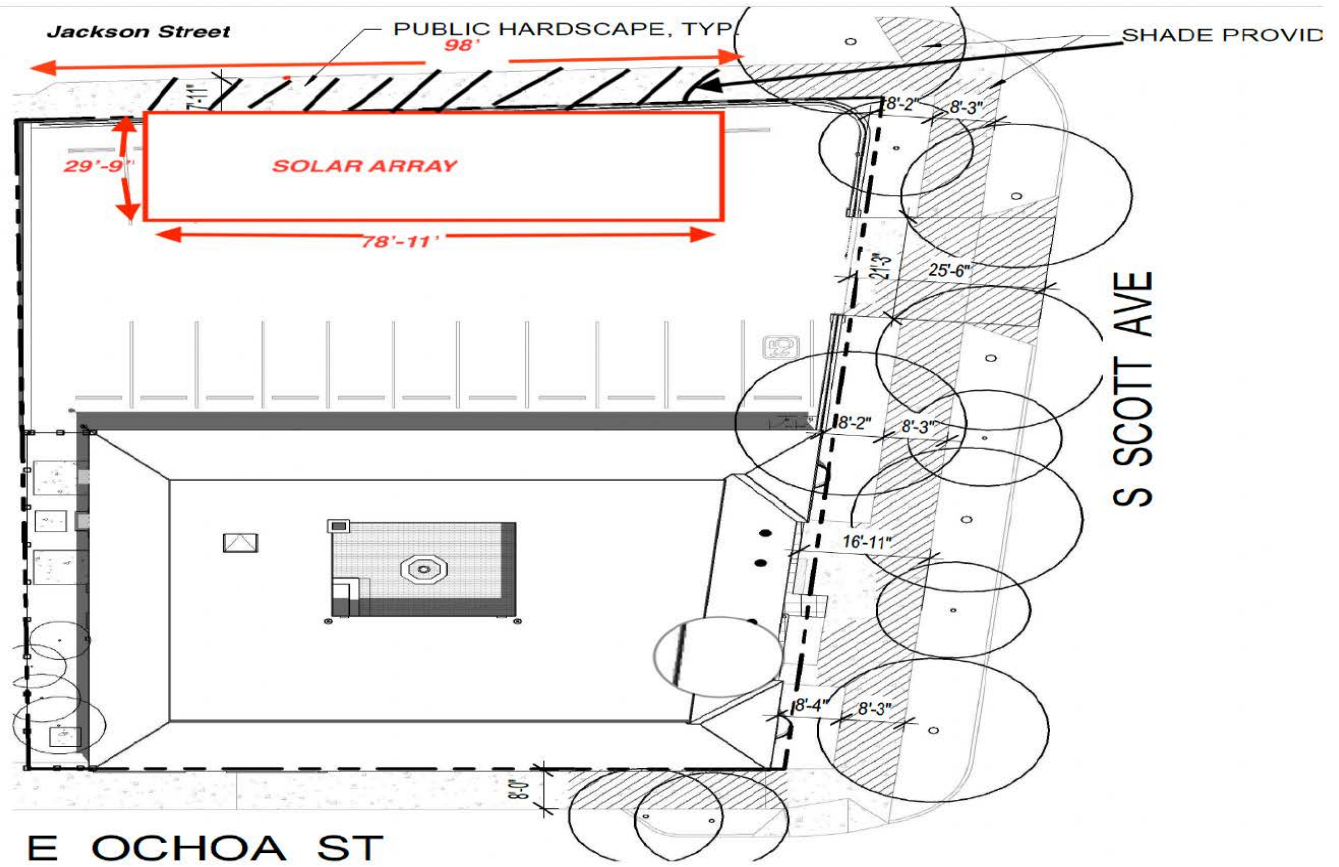 Jackson Street
PUBLIC HARDSCAPE, TYP
SHADE PROVID
98'
7'-11"
8'-2"
8'-3"
29'-9'
SOLAR ARRAY
78'-11'
21'-3"
25'-6"
S SCOTT AVE
8'-2"
8'-3"
16'-11"
8'-4"
8'-3"
8'-0"
E OCHOA ST